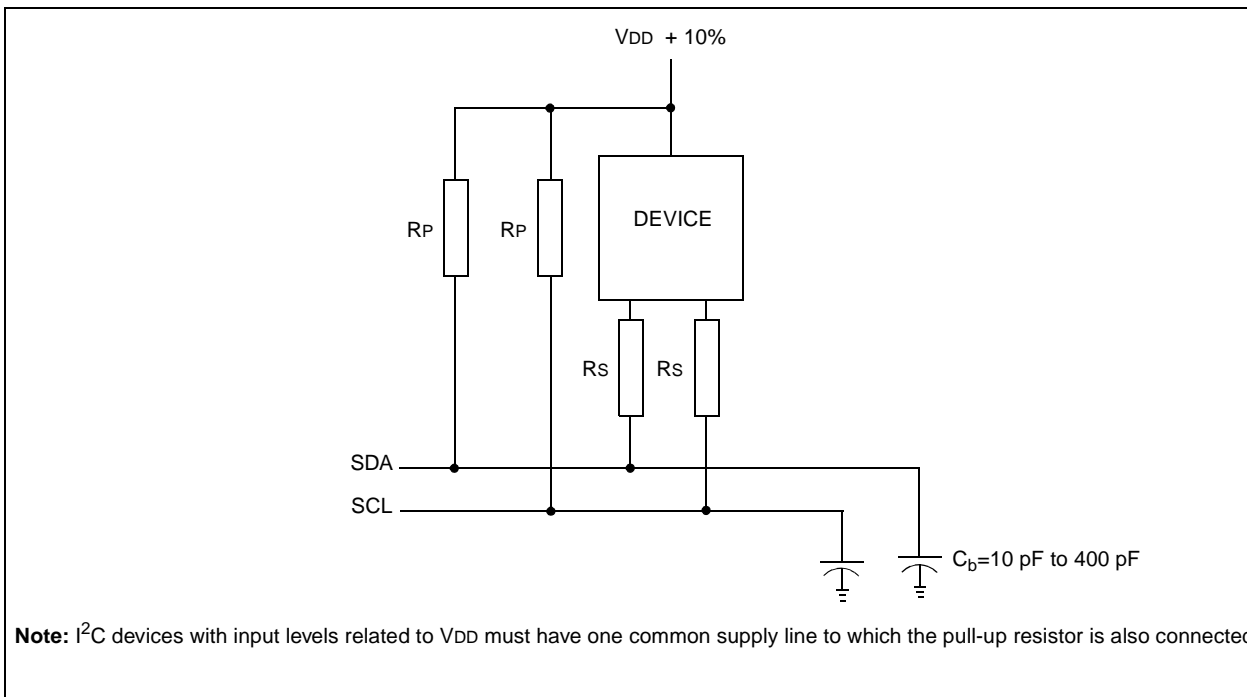 VDD + 10%
RP
RP
DEVICE
RS
RS
SDA
SCL
Cb=10 pF to 400 pF
Note: I2C devices with input levels related to VDD must have one common supply line to which the pull-up resistor is also connected